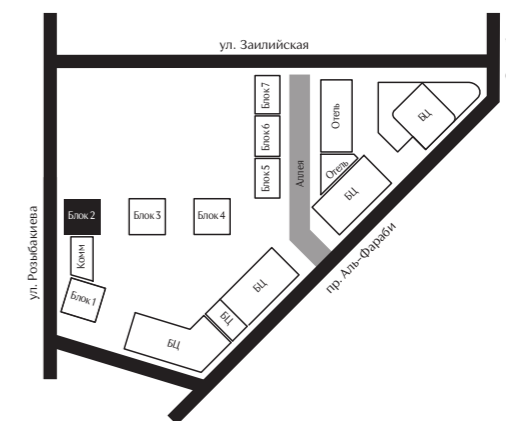 ул. Заилийская
Блок 7
Блок 6
Блок 5
Аллея
Отель
Отель
БЦ
БЦ
Блок 2
Блок 3
Блок 4
Комм
Блок 1
ул. Розыбакиева
БЦ
БЦ
БЦ
пр. Аль-Фараби